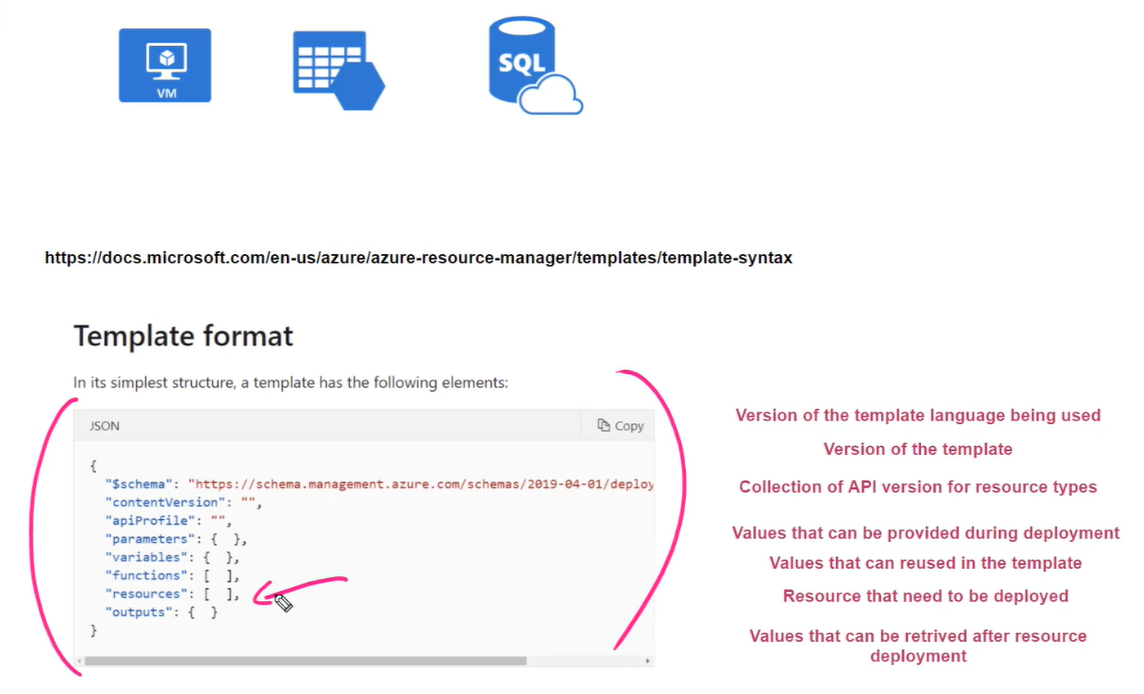 VM
SQL
https://docs.microsoft.com/en-us/azure/azure-resource-manager/templates/template-syntax
Template format
In its simplest structure, a template has the following elements:
JSON
Copy
{
"$schema": "https://schema.management.azure.com/schemas/2019-04-01/deploy
"contentVersion": "",
"apiProfile": "",
"parameters": {  },
"variables": {  },
"functions": [  ],
"resources": [  ],
"outputs": {  }
}
Version of the template language being used
Version of the template
Collection of API version for resource types
Values that can be provided during deployment
Values that can reused in the template
Resource that need to be deployed
Values that can be retrived after resource
deployment